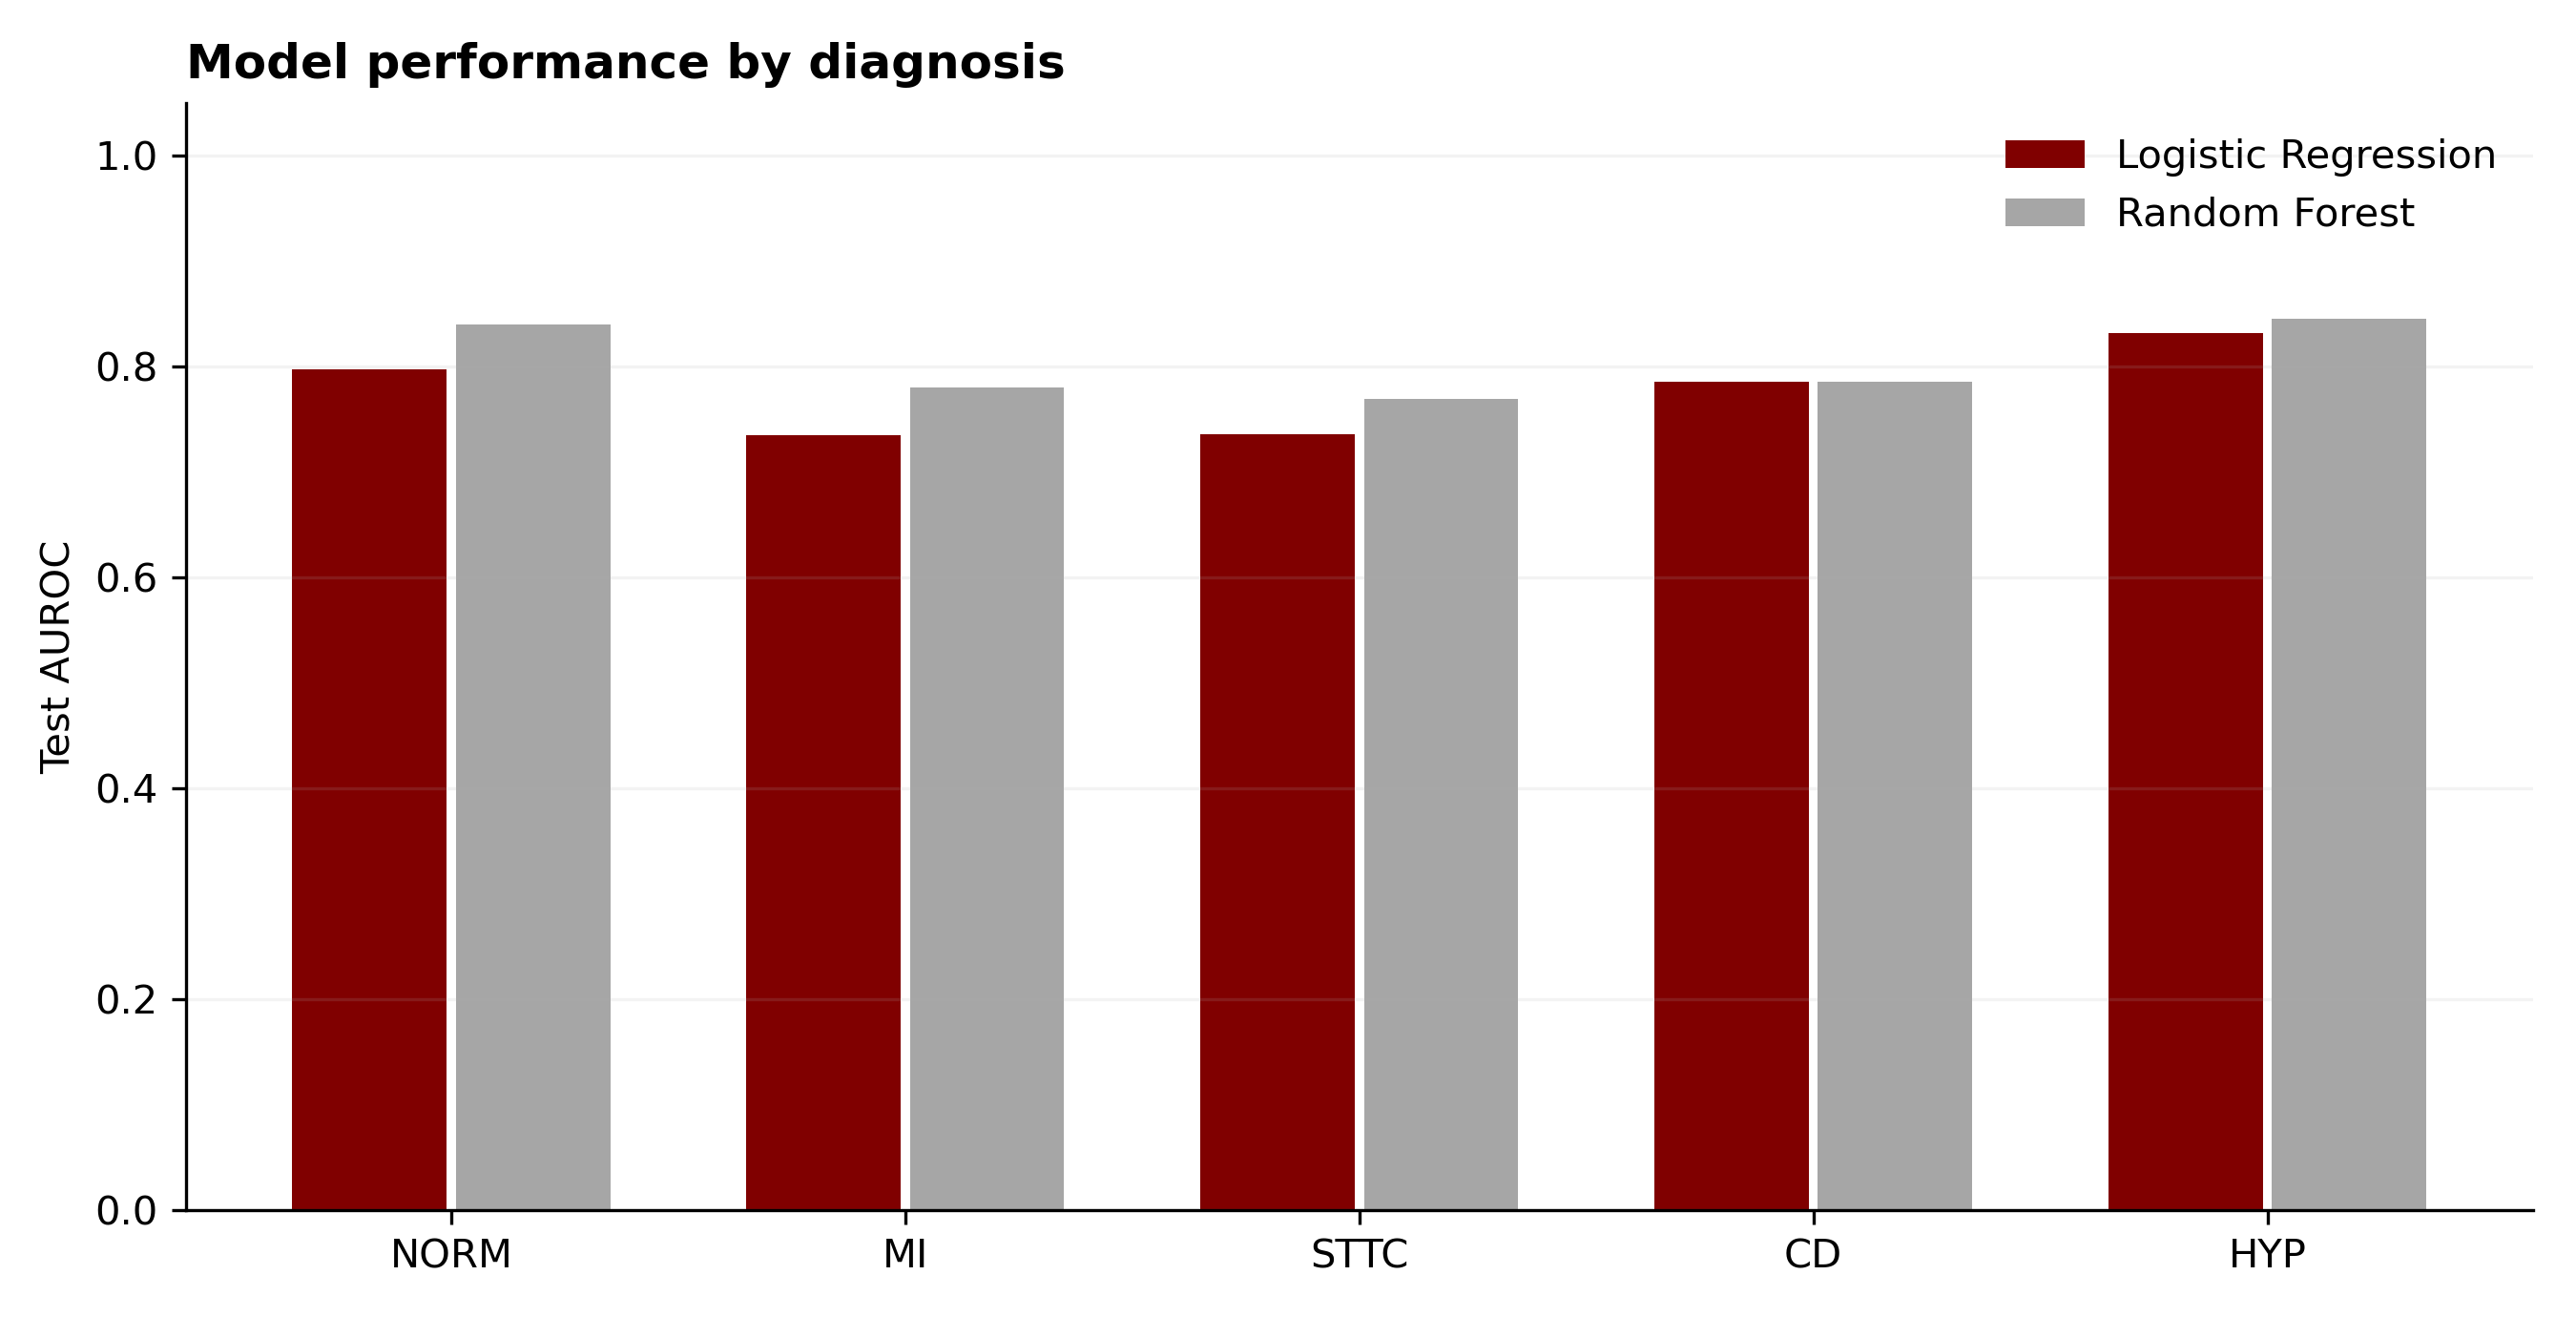 Model performance by diagnosis
Logistic Regression
Random Forest
Test AUROC
1.0
0.8
0.6
0.4
0.2
0.0
NORM MI STTC CD HYP